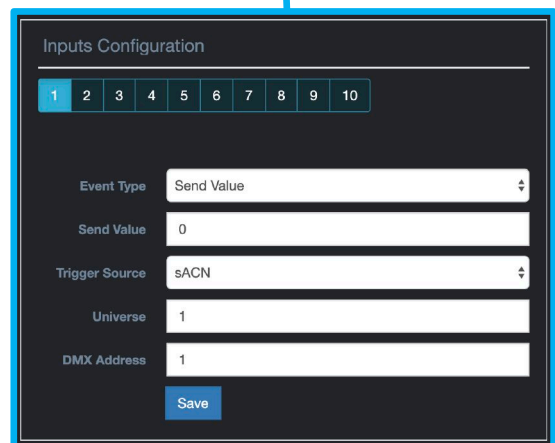 Inputs Configuration
1 2 3 4 5 6 7 8 9 10
Event Type Send Value
Send Value 0
Trigger Source sACN
Universe 1
DMX Address 1
Save